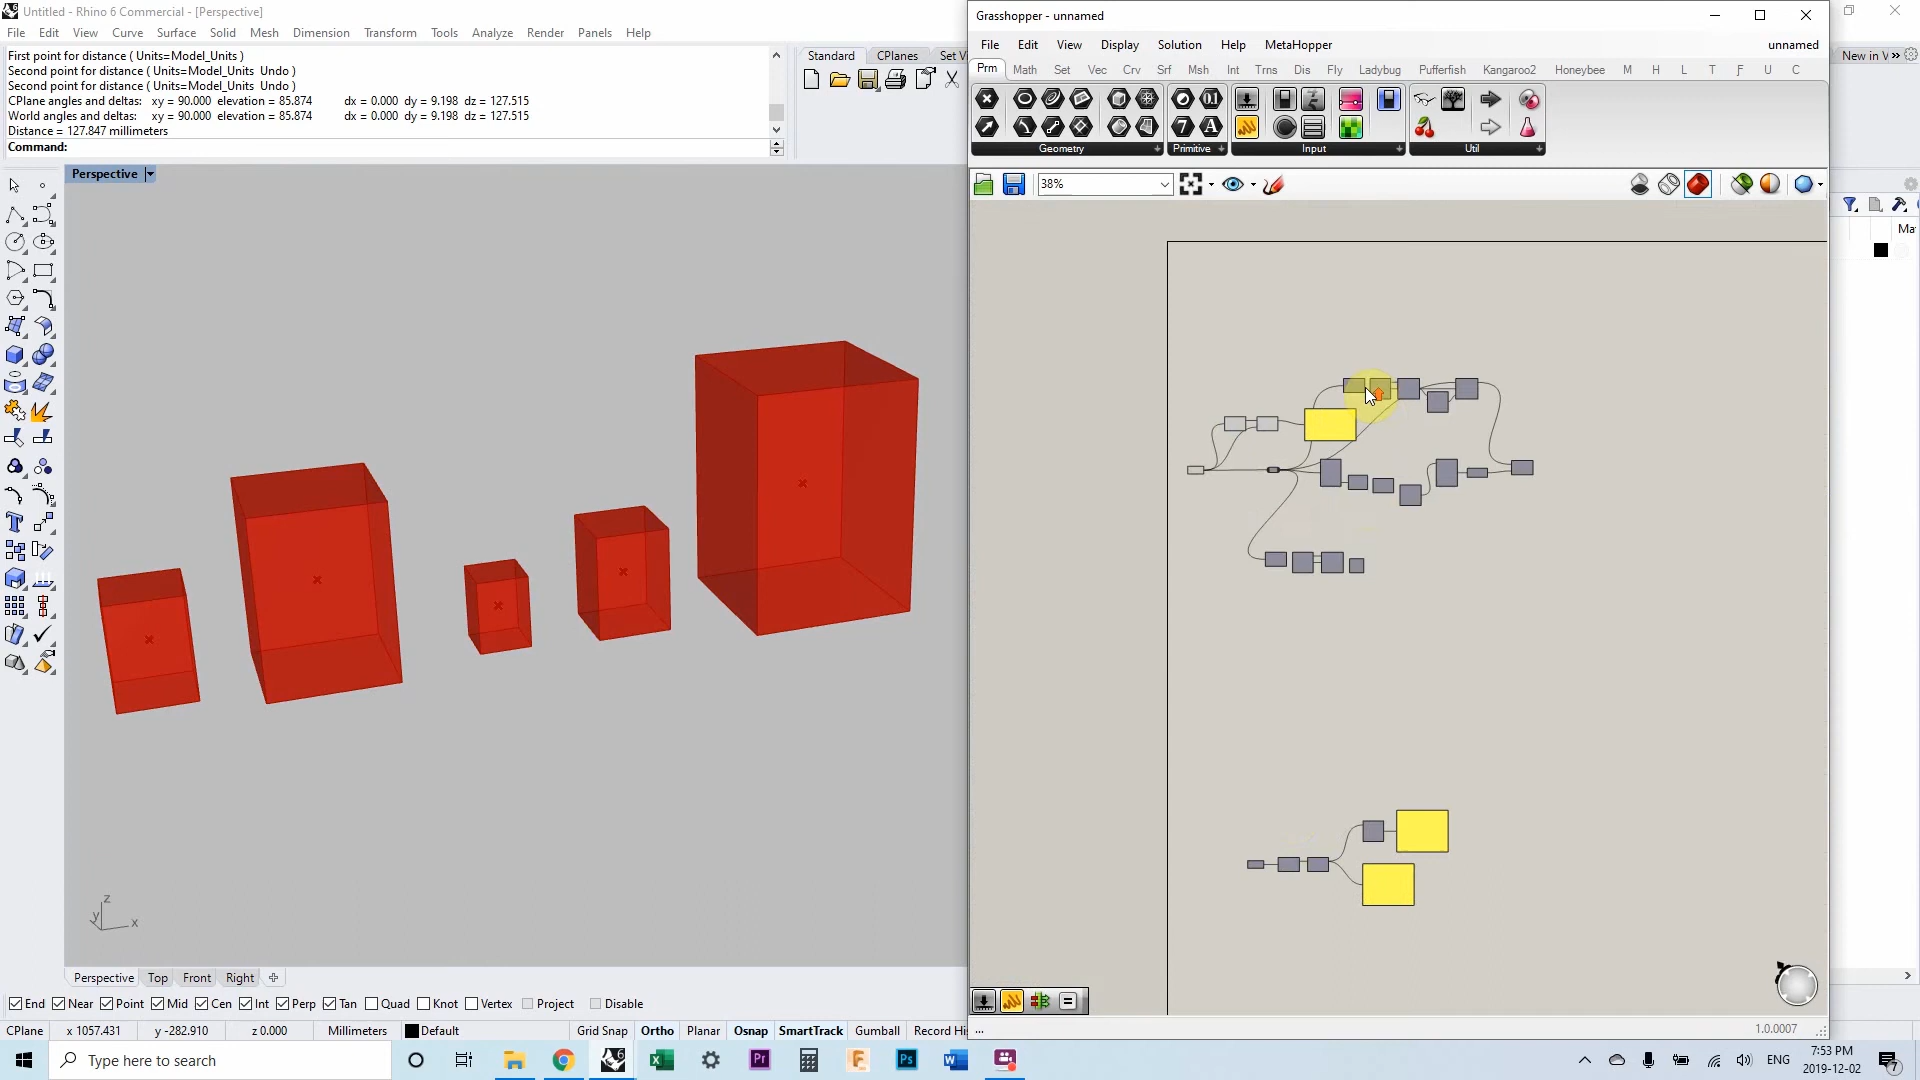 Untitled - Rhino 6 Commercial - [Perspective]
File Edit View Curve Surface Solid Mesh Dimension Transform Tools Analyze Render Panels Help
First point for distance ( Units=Model_Units )
Second point for distance ( Units=Model_Units Undo )
Second point for distance ( Units=Model_Units Undo )
CPlane angles and deltas: xy = 90.000 elevation = 85.874 dx = 0.000 dy = 9.198 dz = 127.515
World angles and deltas: xy = 90.000 elevation = 85.874 dx = 0.000 dy = 9.198 dz = 127.515
Distance = 127.847 millimeters
Command:
Standard CPlanes Set V
Perspective
z
y
x
Perspective Top Front Right
End Near Point Mid Cen Int Perp Tan Quad Knot Vertex Project Disable
CPlane x 1057.431 y -282.910 z 0.000 Millimeters Default Grid Snap Ortho Planar Osnap SmartTrack Gumball Record Hi
Grasshopper - unnamed
File Edit View Display Solution Help MetaHopper unnamed
Prm Math Set Vec Crv Srf Msh Int Trns Dis Fly Ladybug Pufferfish Kangaroo2 Honeybee M H L T F U C
Geometry Primitive Input Util
38%
...
1.0.0007
New in V »
Ma
Type here to search
ENG
7:53 PM
2019-12-02
7